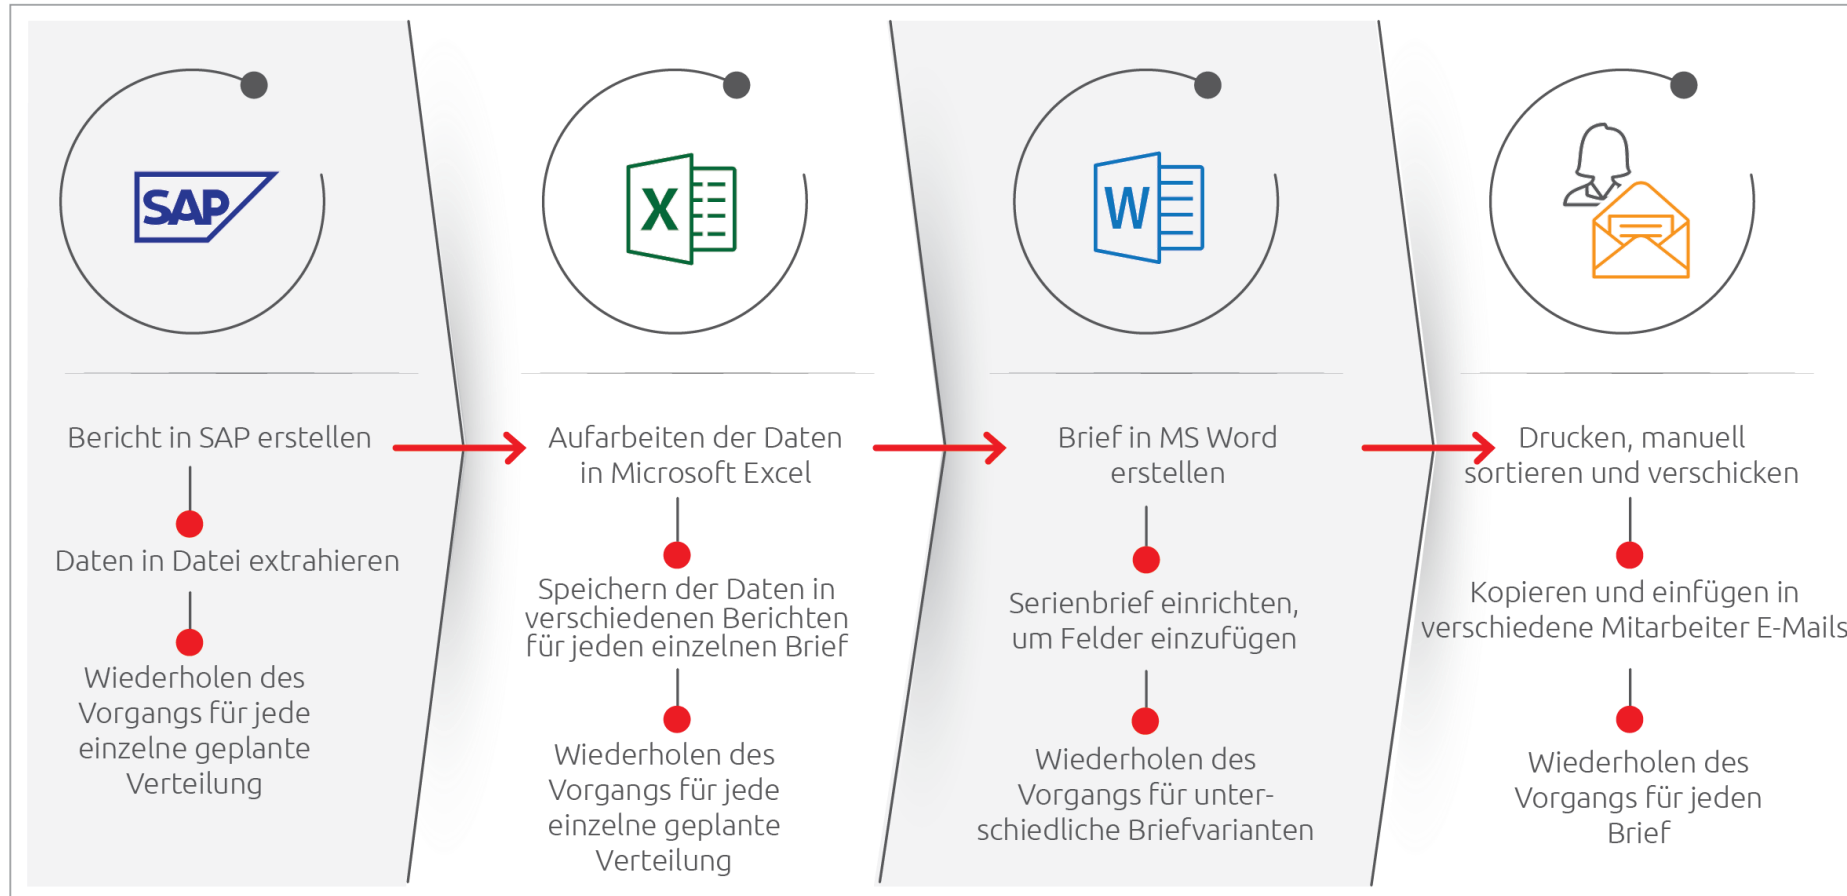 SAP
Bericht in SAP erstellen
Daten in Datei extrahieren
Wiederholen des
Vorgangs für jede
einzelne geplante
Verteilung
X
Aufarbeiten der Daten
in Microsoft Excel
Speichern der Daten in
verschiedenen Berichten
für jeden einzelnen Brief
Wiederholen des
Vorgangs für jede
einzelne geplante
Verteilung
W
Brief in MS Word
erstellen
Serienbrief einrichten,
um Felder einzufügen
Wiederholen des
Vorgangs für unter-
schiedliche Briefvarianten
Drucken, manuell
sortieren und verschicken
Kopieren und einfügen in
verschiedene Mitarbeiter E-Mails
Wiederholen des
Vorgangs für jeden
Brief